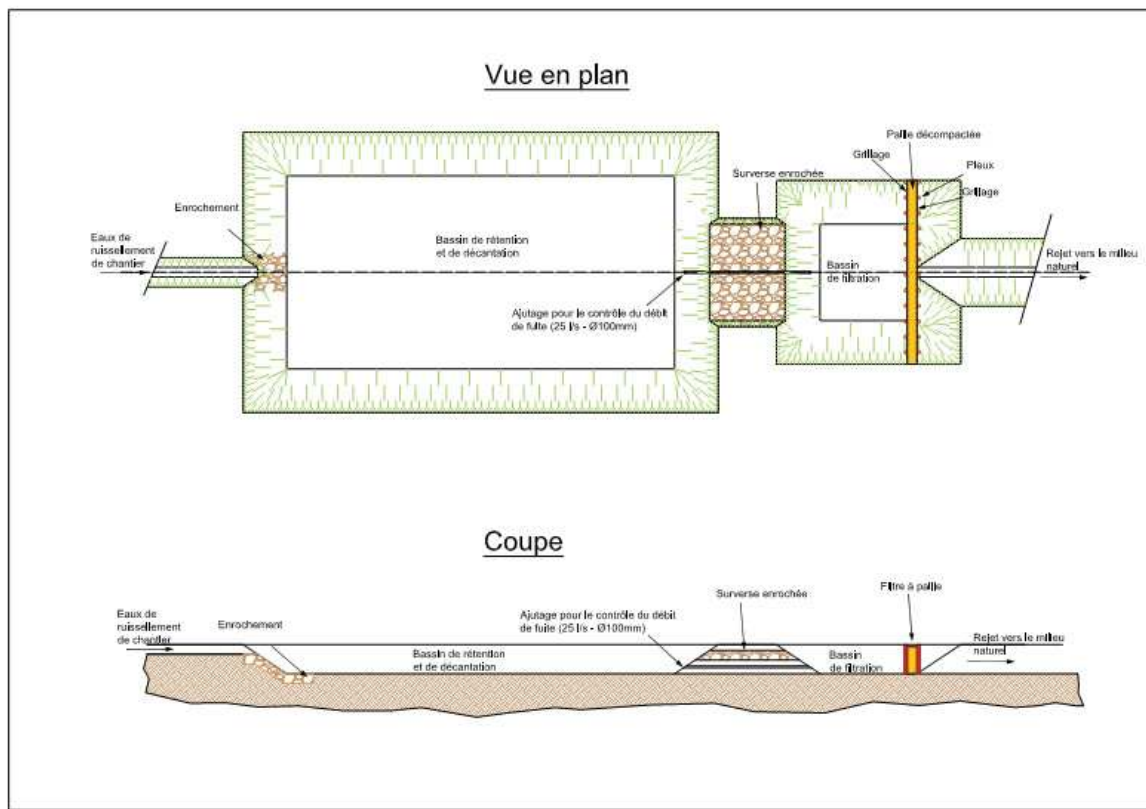 Vue en plan
Paille décompactée
Grillage
Pieux
Surverse enrochée
Grillage
Enrochement
Eaux de
ruissellement
de chantier
Bassin de rétention
et de décantation
Bassin
de filtration
Rejet vers le milieu
naturel
Ajutage pour le contrôle du débit
de fuite (25 l/s - Ø100mm)
Coupe
Filtre à paille
Surverse enrochée
Eaux de
ruissellement
de chantier
Enrochement
Ajutage pour le contrôle du débit
de fuite (25 l/s - Ø100mm)
Bassin de rétention
et de décantation
Bassin
de filtration
Rejet vers le milieu
naturel